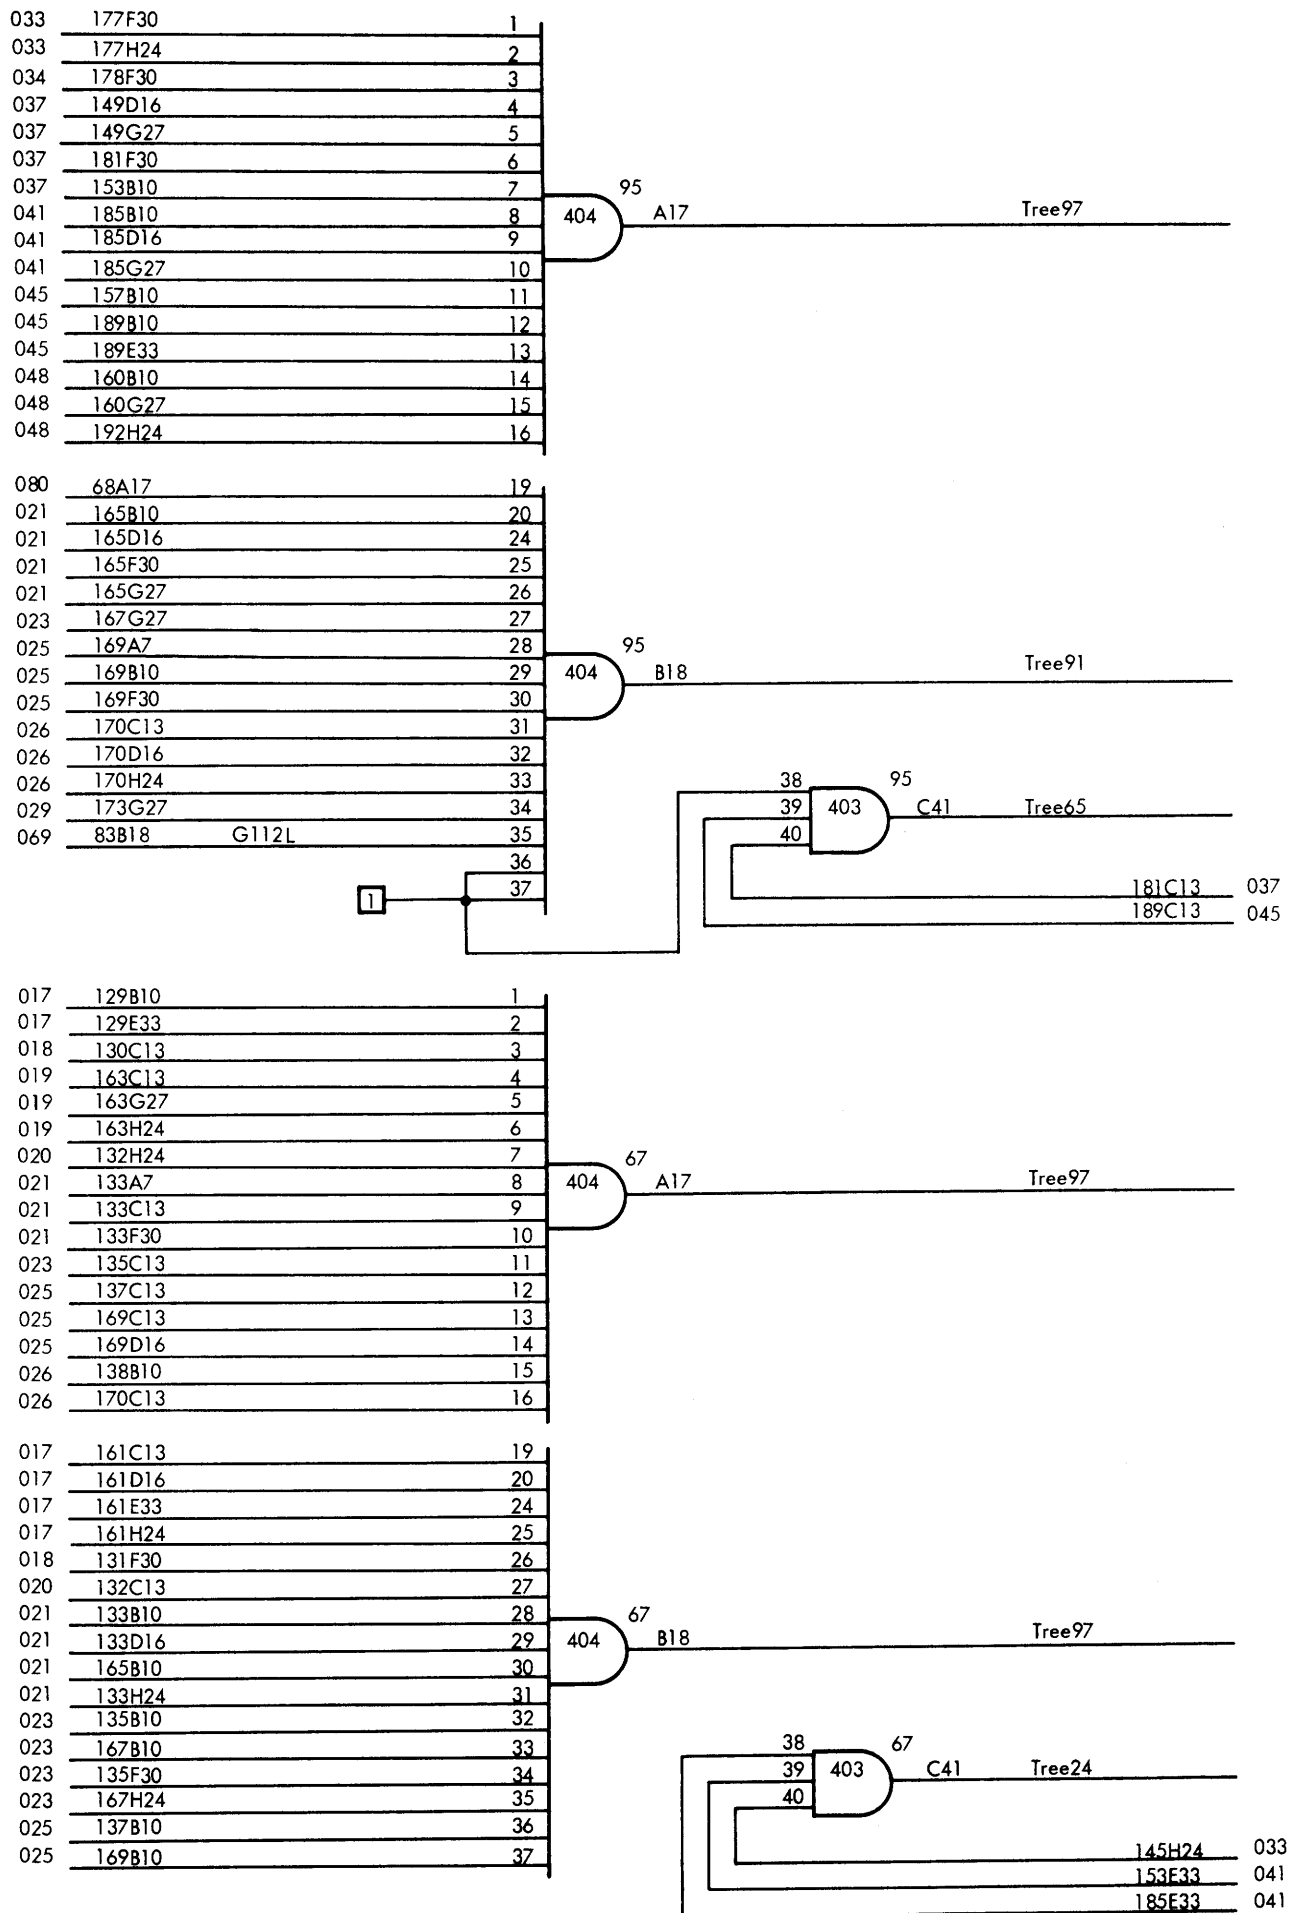 033 177F30 1
033 177H24 2
034 178F30 3
037 149D16 4
037 149G27 5
037 181F30 6
037 153B10 7
95
041 185B10 8 404 A17 Tree97
041 185D16 9
041 185G27 10
045 157B10 11
045 189B10 12
045 189E33 13
048 160B10 14
048 160G27 15
048 192H24 16
080 68A17 19
021 165B10 20
021 165D16 24
021 165F30 25
021 165G27 26
023 167G27 27
025 169A7 28 95
025 169B10 29 404 B18 Tree91
025 169F30 30
026 170C13 31
026 170D16 32
026 170H24 33 38 95
029 173G27 34 39 403 C41 Tree65
069 83B18 G112L 35 40
36
1 37 181C13 037
189C13 045
017 129B10 1
017 129E33 2
018 130C13 3
019 163C13 4
019 163G27 5
019 163H24 6
020 132H24 7 67
021 133A7 8 404 A17 Tree97
021 133C13 9
021 133F30 10
023 135C13 11
025 137C13 12
025 169C13 13
025 169D16 14
026 138B10 15
026 170C13 16
017 161C13 19
017 161D16 20
017 161E33 24
017 161H24 25
018 131F30 26
020 132C13 27
021 133B10 28 67
021 133D16 29 404 B18 Tree97
021 165B10 30
021 133H24 31
023 135B10 32
023 167B10 33 38 67
023 135F30 34 39 403 C41 Tree24
023 167H24 35 40
025 137B10 36
025 169B10 37 145H24 033
153E33 041
185E33 041